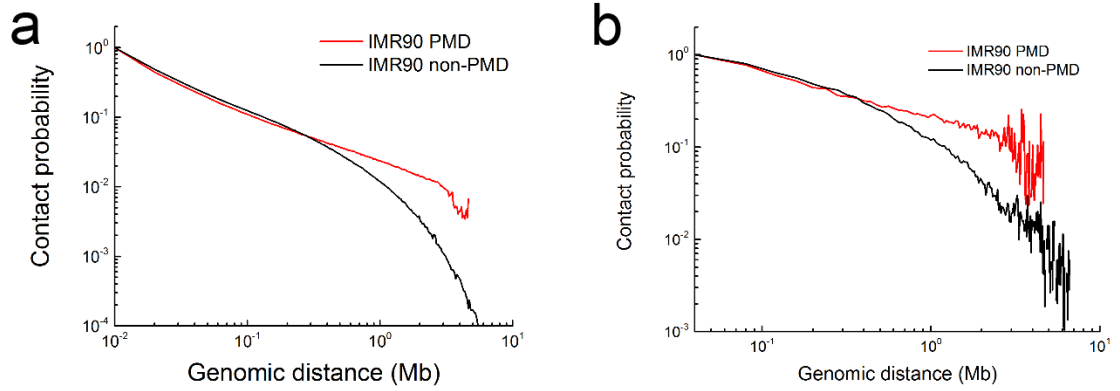 a
IMR90 PMD
IMR90 non-PMD
Contact probability
10^0
10^-1
10^-2
10^-3
10^-4
10^-2
10^-1
10^0
10^1
Genomic distance (Mb)
b
IMR90 PMD
IMR90 non-PMD
Contact probability
10^0
10^-1
10^-2
10^-3
10^-1
10^0
10^1
Genomic distance (Mb)